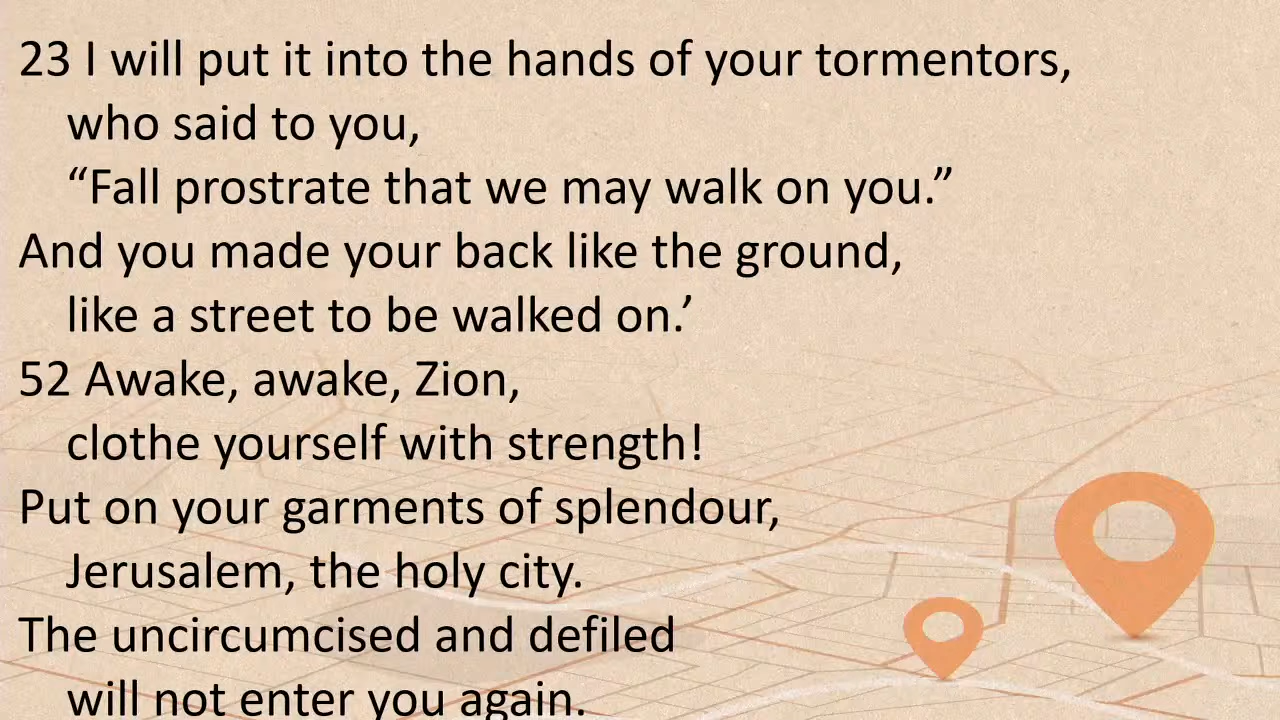 23 I will put it into the hands of your tormentors,
who said to you,
“Fall prostrate that we may walk on you.”
And you made your back like the ground,
like a street to be walked on.’
52 Awake, awake, Zion,
clothe yourself with strength!
Put on your garments of splendour,
Jerusalem, the holy city.
The uncircumcised and defiled
will not enter you again.